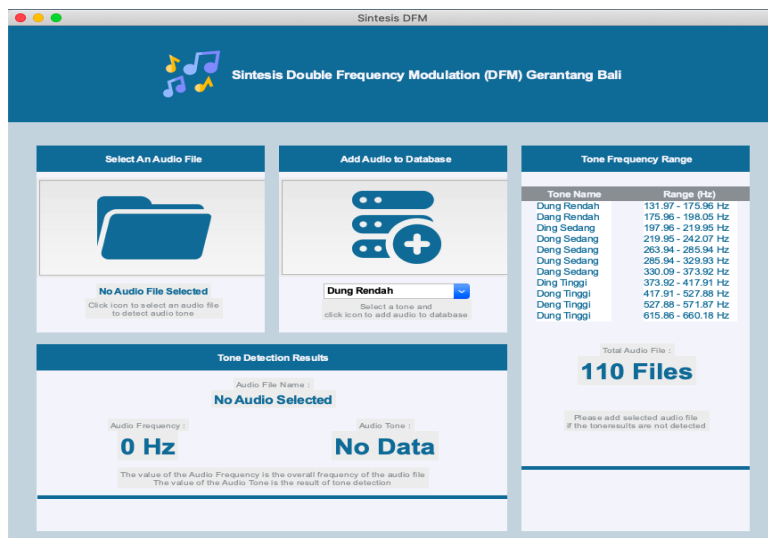 Sintesis DFM
Sintesis Double Frequency Modulation (DFM) Gerantang Bali
Select An Audio File
No Audio File Selected
Click icon to select an audio file
to detect audio tone
Add Audio to Database
Dung Rendah
Select a tone and
click icon to add audio to database
Tone Frequency Range
Tone Name Range (Hz)
Dung Rendah 131.97 - 175.96 Hz
Dang Rendah 175.96 - 198.05 Hz
Ding Sedang 197.96 - 219.95 Hz
Dong Sedang 219.95 - 242.07 Hz
Deng Sedang 263.94 - 285.94 Hz
Dung Sedang 285.94 - 329.93 Hz
Dang Sedang 330.09 - 373.92 Hz
Ding Tinggi 373.92 - 417.91 Hz
Dong Tinggi 417.91 - 527.88 Hz
Deng Tinggi 527.88 - 571.87 Hz
Dung Tinggi 615.86 - 660.18 Hz
Total Audio File :
110 Files
Please add selected audio file
if the toneresults are not detected
Tone Detection Results
Audio File Name :
No Audio Selected
Audio Frequency :
0 Hz
Audio Tone :
No Data
The value of the Audio Frequency is the overall frequency of the audio file
The value of the Audio Tone is the result of tone detection